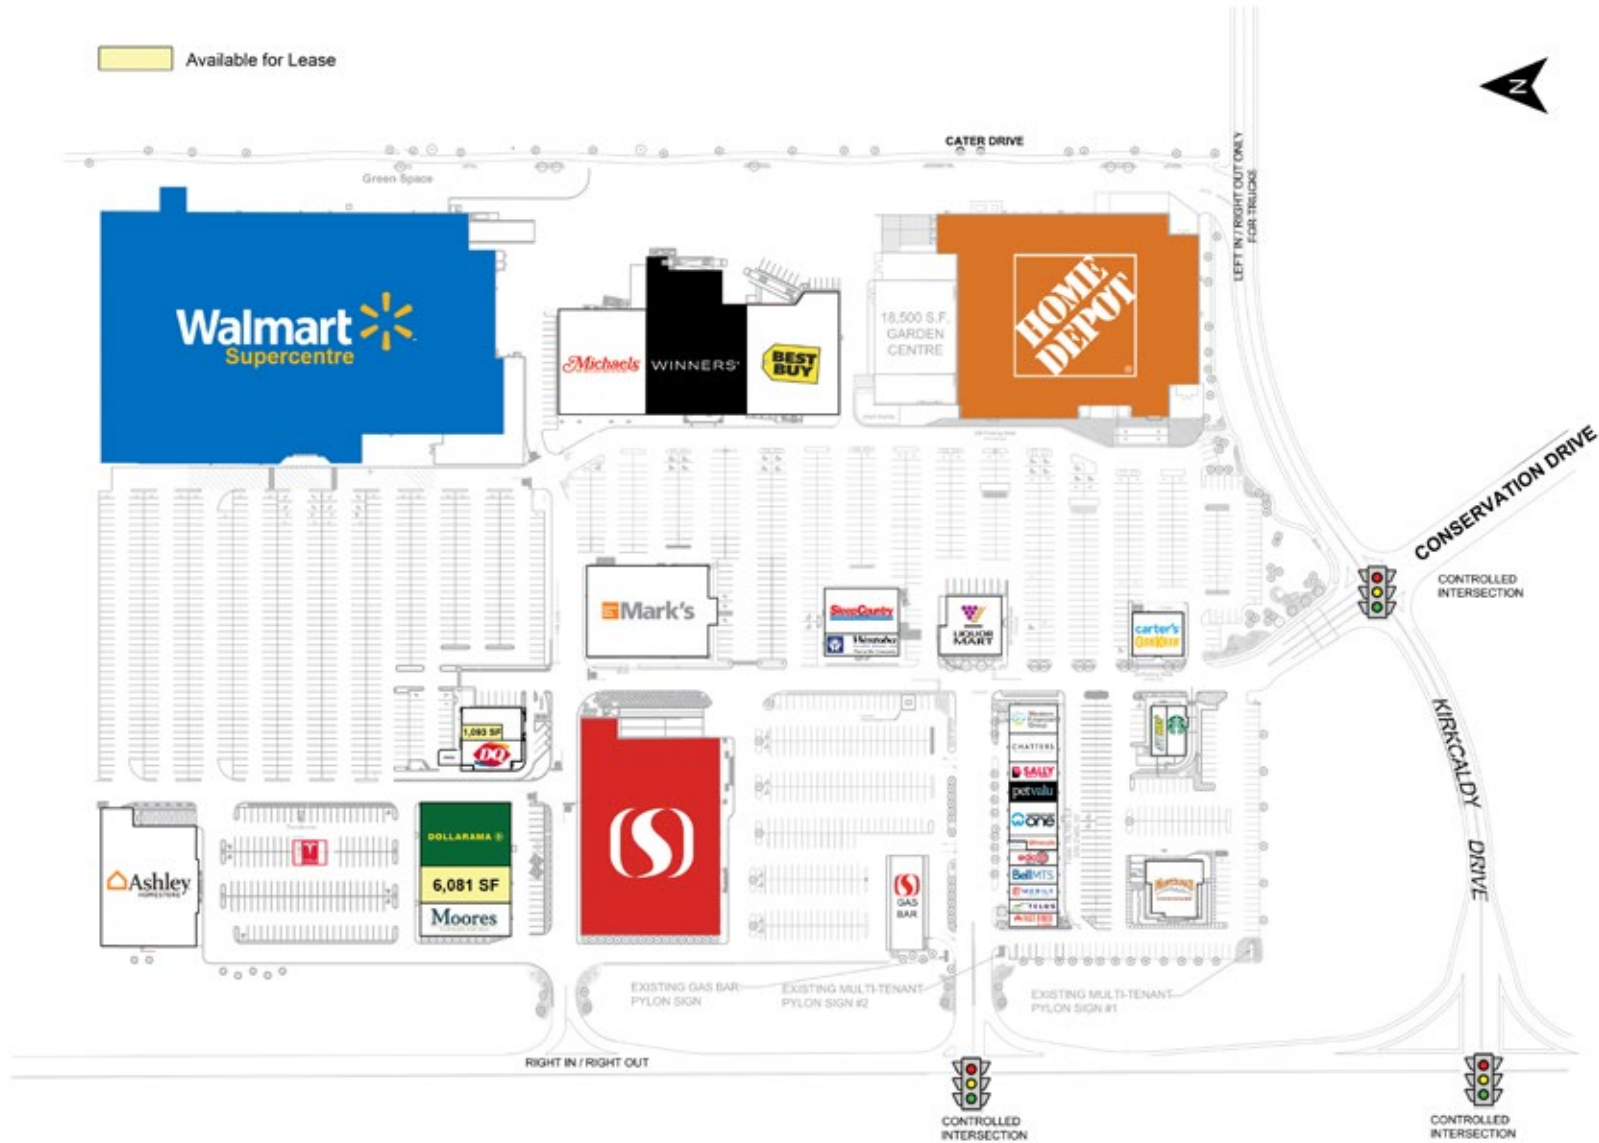 Available for Lease
N
CATER DRIVE
Green Space
LEFT IN / RIGHT OUT ONLY
FOR TRUCKS
Walmart
Supercentre
Michaels
WINNERS
BEST
BUY
18,500 S.F.
GARDEN
CENTRE
HOME
DEPOT
CONSERVATION DRIVE
CONTROLLED
INTERSECTION
Mark's
SleepCountry
LIQUOR
MART
carter's
OshKosh
KIRKCALDY DRIVE
1,093 SF
DQ
CHATTERS
SALLY
petvalu
one
BellMTS
TELUS
DOLLARAMA
6,081 SF
Moores
Ashley
HOMESTORE
T
S
GAS
BAR
EXISTING GAS BAR
PYLON SIGN
EXISTING MULTI-TENANT
PYLON SIGN #2
EXISTING MULTI-TENANT
PYLON SIGN #1
RIGHT IN / RIGHT OUT
CONTROLLED
INTERSECTION
CONTROLLED
INTERSECTION